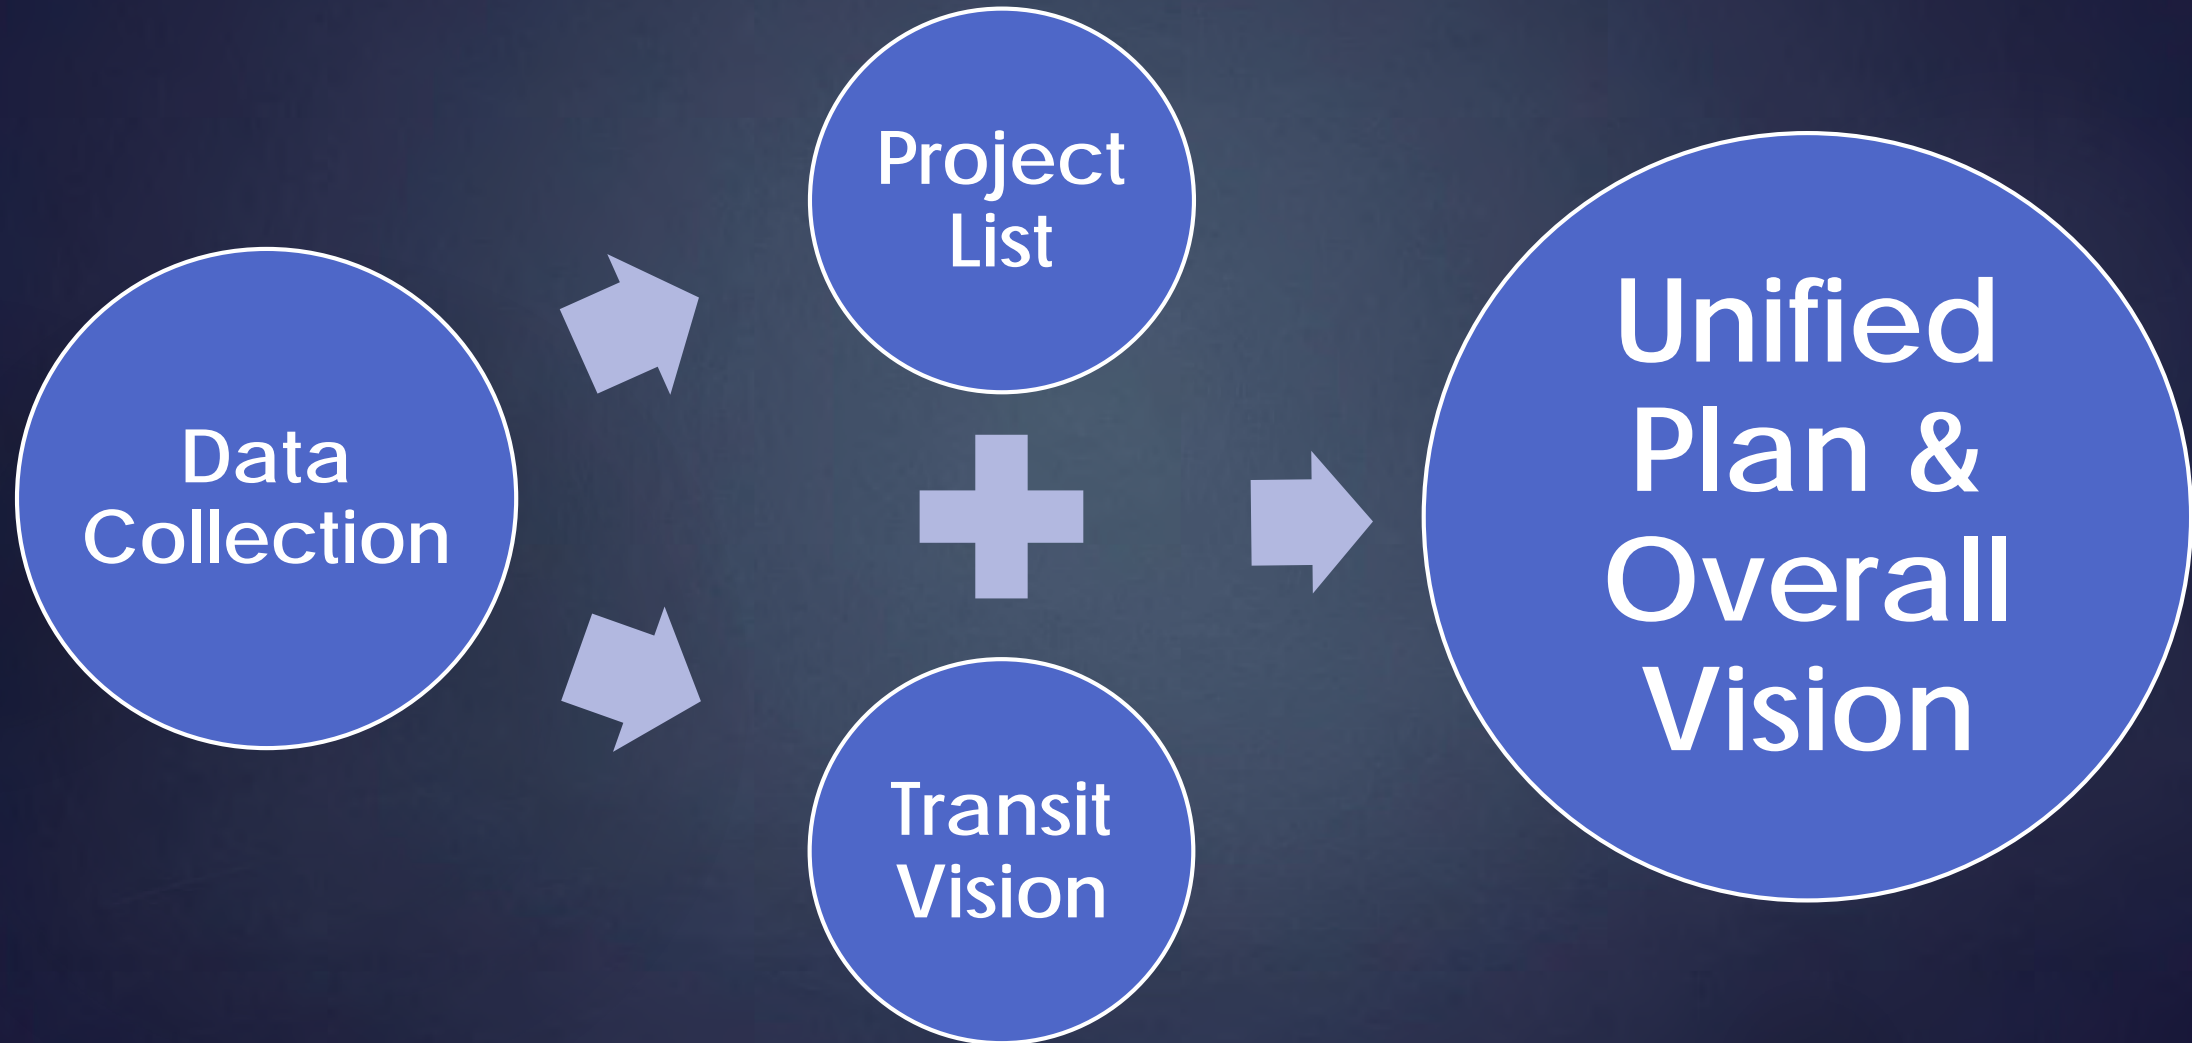 Data
Collection
Project
List
Transit
Vision
Unified
Plan &
Overall
Vision